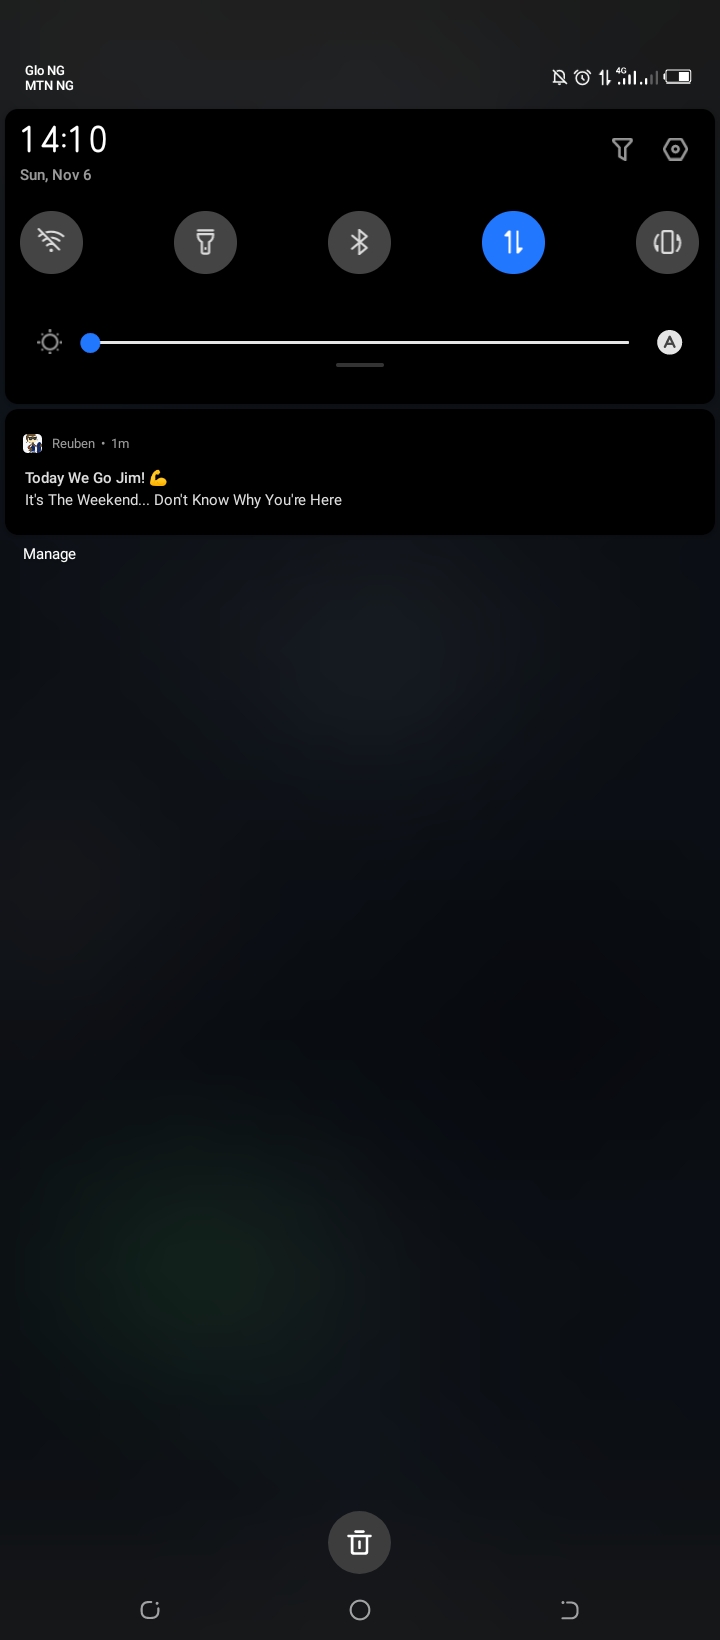 Glo NG
MTN NG
4G
14:10
Sun, Nov 6
A
Reuben • 1m
Today We Go Jim! 💪
It's The Weekend... Don't Know Why You're Here
Manage